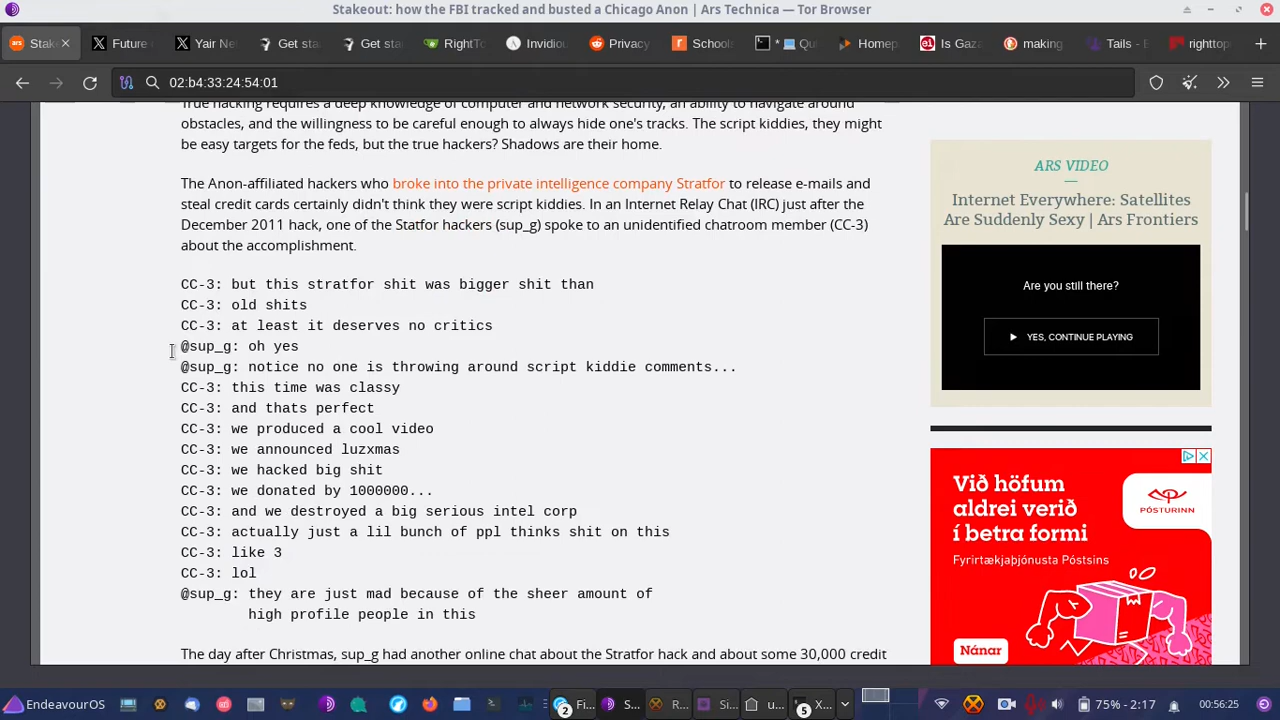 Stakeout: how the FBI tracked and busted a Chicago Anon | Ars Technica — Tor Browser
Stak
Future
Yair Ne
Get sta
Get sta
RightTo
Invidiou
Privacy
Schools
Homep
Is Gaza
making
Tails - E
righttop
02:b4:33:24:54:01
True hacking requires a deep knowledge of computer and network security, an ability to navigate around
obstacles, and the willingness to be careful enough to always hide one's tracks. The script kiddies, they might
be easy targets for the feds, but the true hackers? Shadows are their home.
The Anon-affiliated hackers who broke into the private intelligence company Stratfor to release e-mails and
steal credit cards certainly didn't think they were script kiddies. In an Internet Relay Chat (IRC) just after the
December 2011 hack, one of the Statfor hackers (sup_g) spoke to an unidentified chatroom member (CC-3)
about the accomplishment.
CC-3: but this stratfor shit was bigger shit than
CC-3: old shits
CC-3: at least it deserves no critics
@sup_g: oh yes
@sup_g: notice no one is throwing around script kiddie comments...
CC-3: this time was classy
CC-3: and thats perfect
CC-3: we produced a cool video
CC-3: we announced luzxmas
CC-3: we hacked big shit
CC-3: we donated by 1000000...
CC-3: and we destroyed a big serious intel corp
CC-3: actually just a lil bunch of ppl thinks shit on this
CC-3: like 3
CC-3: lol
@sup_g: they are just mad because of the sheer amount of
high profile people in this
The day after Christmas, sup_g had another online chat about the Stratfor hack and about some 30,000 credit
ARS VIDEO
Internet Everywhere: Satellites
Are Suddenly Sexy | Ars Frontiers
Are you still there?
YES, CONTINUE PLAYING
Við höfum
aldrei verið
í betra formi
Fyrirtækjaþjónusta Póstsins
PÓSTURINN
Nánar
EndeavourOS
2
Fi...
S...
R...
Si...
u...
5
X...
75% - 2:17
00:56:25